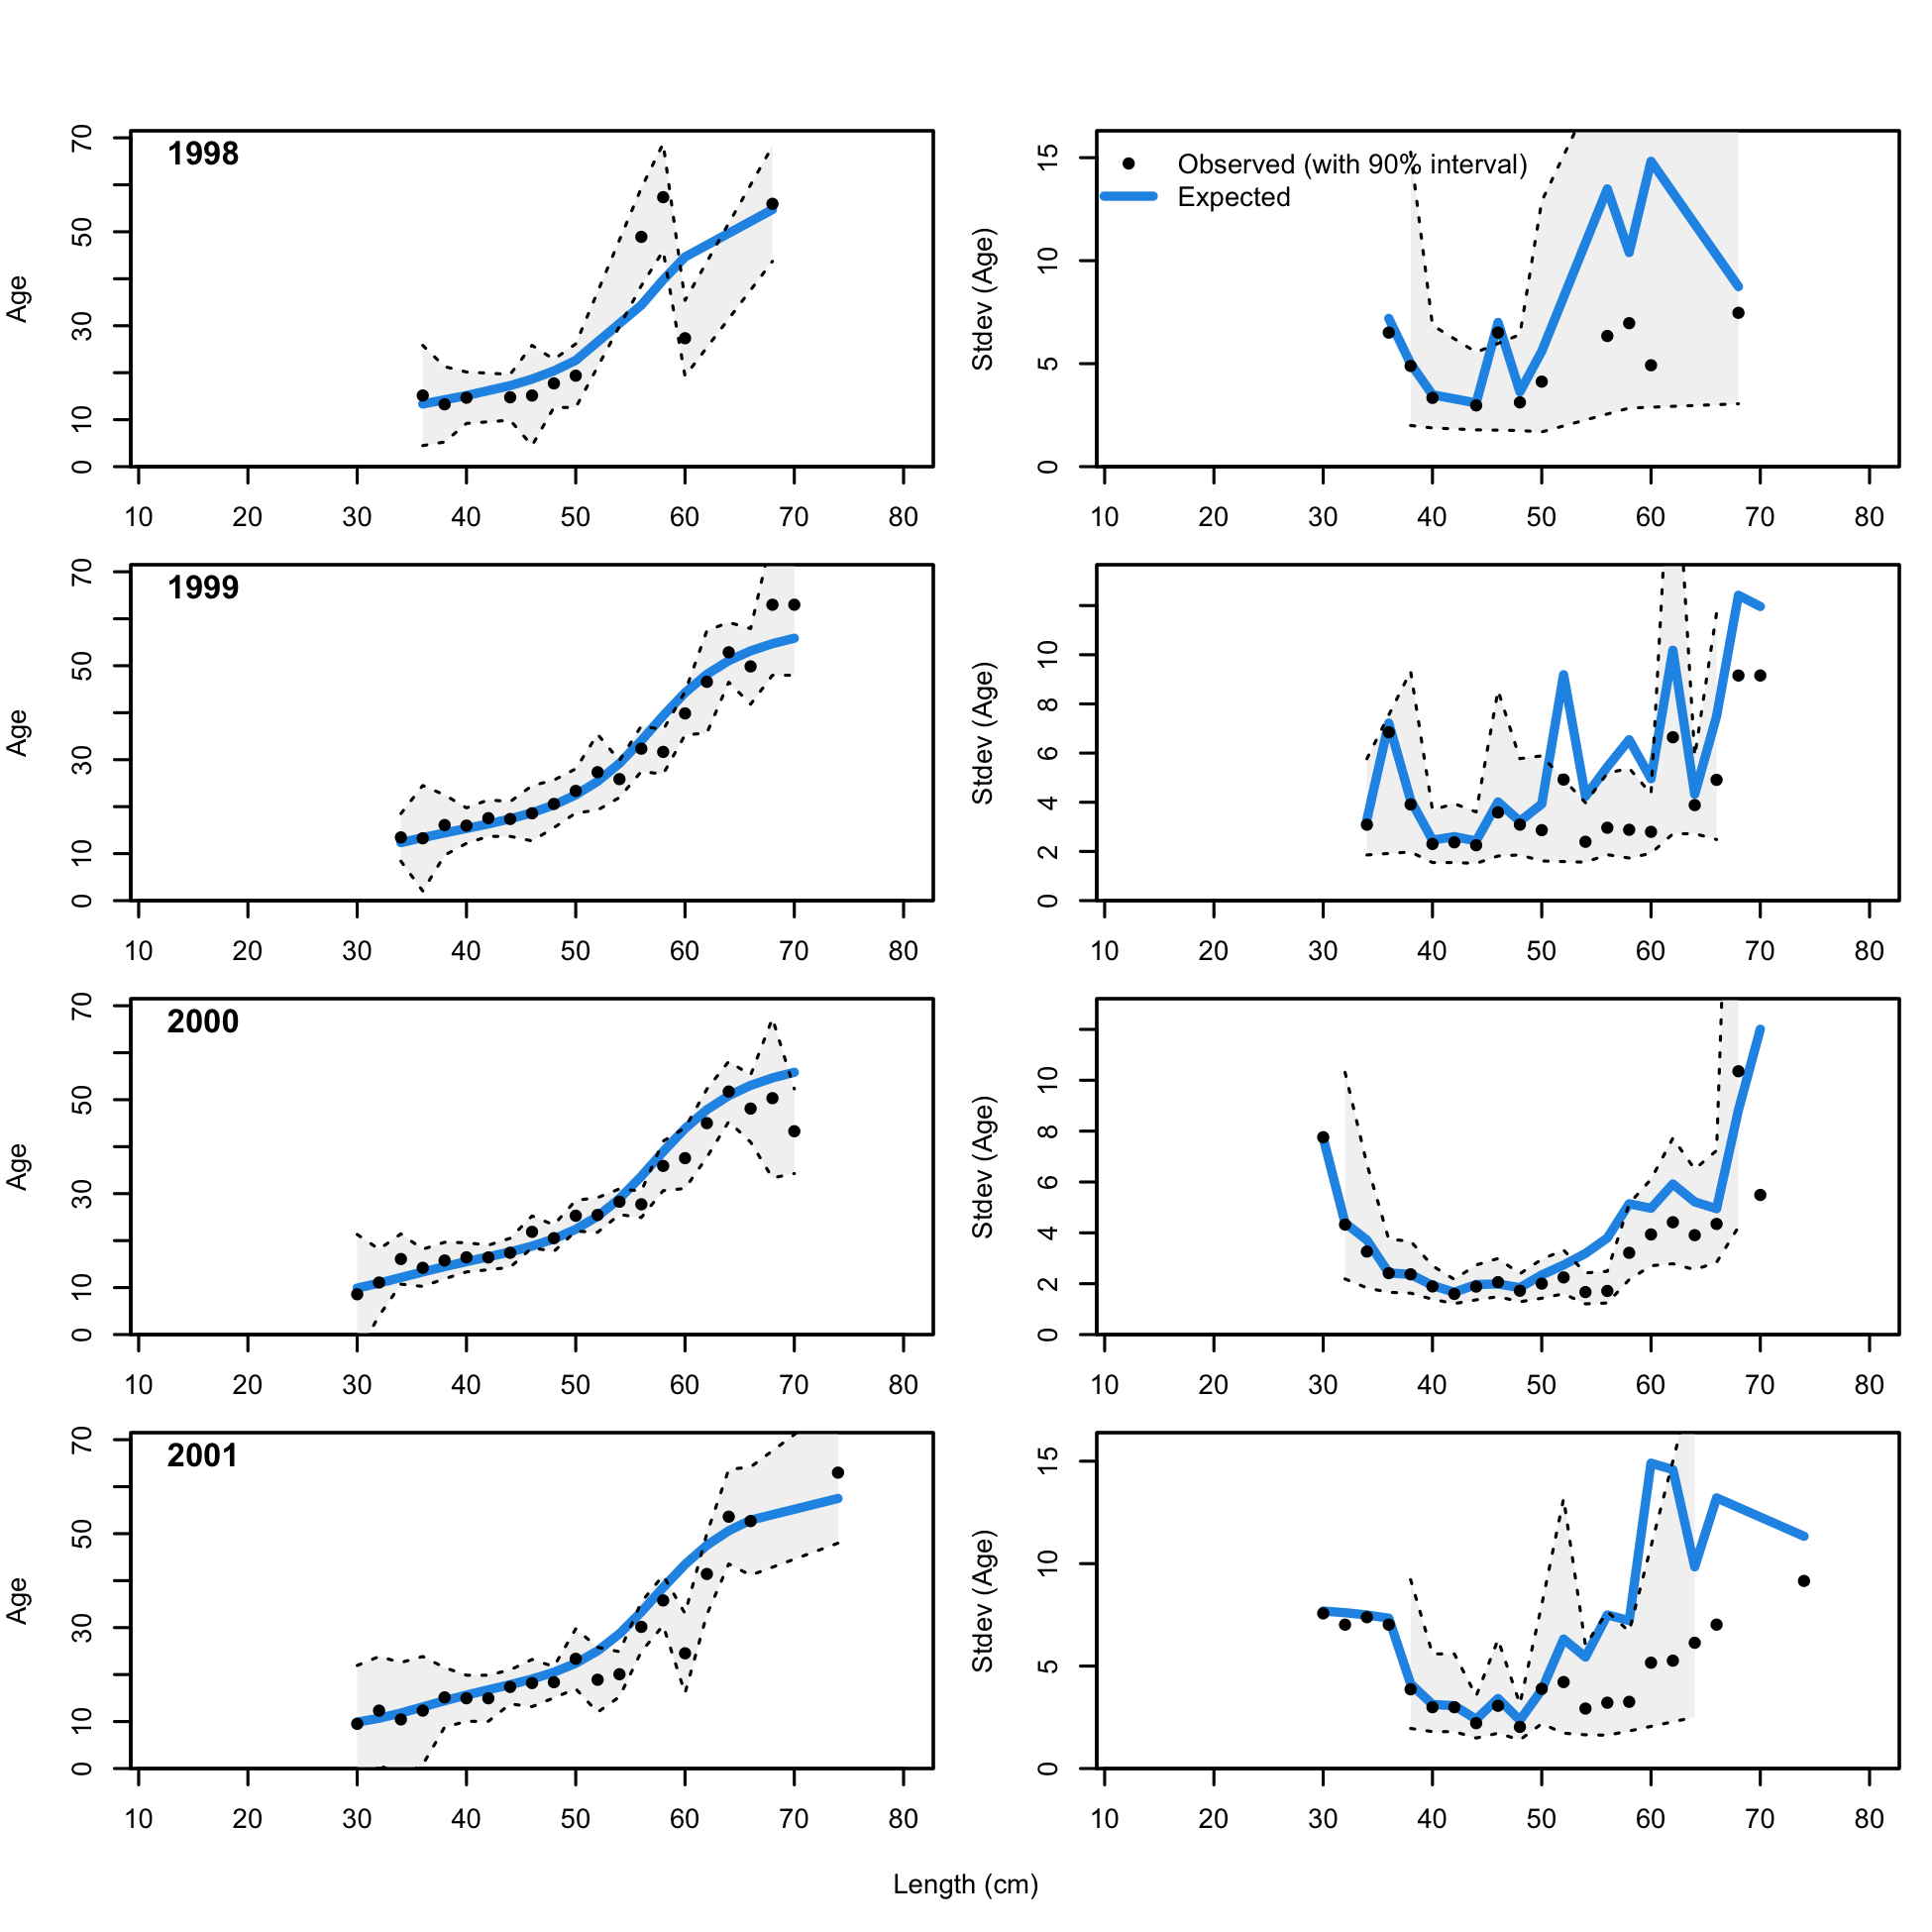 1998
Age
0 10 30 50 70
10 20 30 40 50 60 70 80
Observed (with 90% interval)
Expected
Stdev (Age)
0 5 10 15
10 20 30 40 50 60 70 80
1999
Age
0 10 30 50 70
10 20 30 40 50 60 70 80
Stdev (Age)
0 2 4 6 8 10
10 20 30 40 50 60 70 80
2000
Age
0 10 30 50 70
10 20 30 40 50 60 70 80
Stdev (Age)
0 2 4 6 8 10
10 20 30 40 50 60 70 80
2001
Age
0 10 30 50 70
10 20 30 40 50 60 70 80
Stdev (Age)
0 5 10 15
10 20 30 40 50 60 70 80
Length (cm)